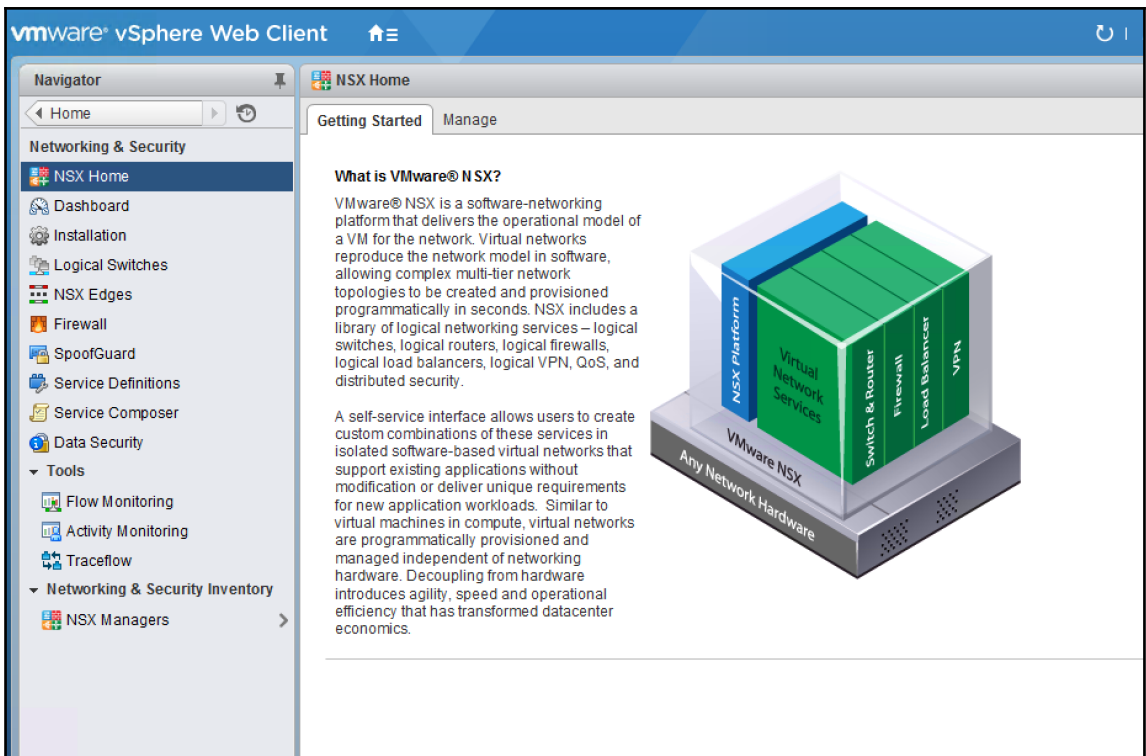 vmware® vSphere Web Client
Navigator
Home
Networking & Security
NSX Home
Dashboard
Installation
Logical Switches
NSX Edges
Firewall
SpoofGuard
Service Definitions
Service Composer
Data Security
Tools
Flow Monitoring
Activity Monitoring
Traceflow
Networking & Security Inventory
NSX Managers
NSX Home
Getting Started
Manage
What is VMware® NSX?
VMware® NSX is a software-networking
platform that delivers the operational model of
a VM for the network. Virtual networks
reproduce the network model in software,
allowing complex multi-tier network
topologies to be created and provisioned
programmatically in seconds. NSX includes a
library of logical networking services – logical
switches, logical routers, logical firewalls,
logical load balancers, logical VPN, QoS, and
distributed security.
A self-service interface allows users to create
custom combinations of these services in
isolated software-based virtual networks that
support existing applications without
modification or deliver unique requirements
for new application workloads. Similar to
virtual machines in compute, virtual networks
are programmatically provisioned and
managed independent of networking
hardware. Decoupling from hardware
introduces agility, speed and operational
efficiency that has transformed datacenter
economics.
NSX Platform
Virtual
Network
Services
Switch & Router
Firewall
Load Balancer
VPN
VMware NSX
Any Network Hardware